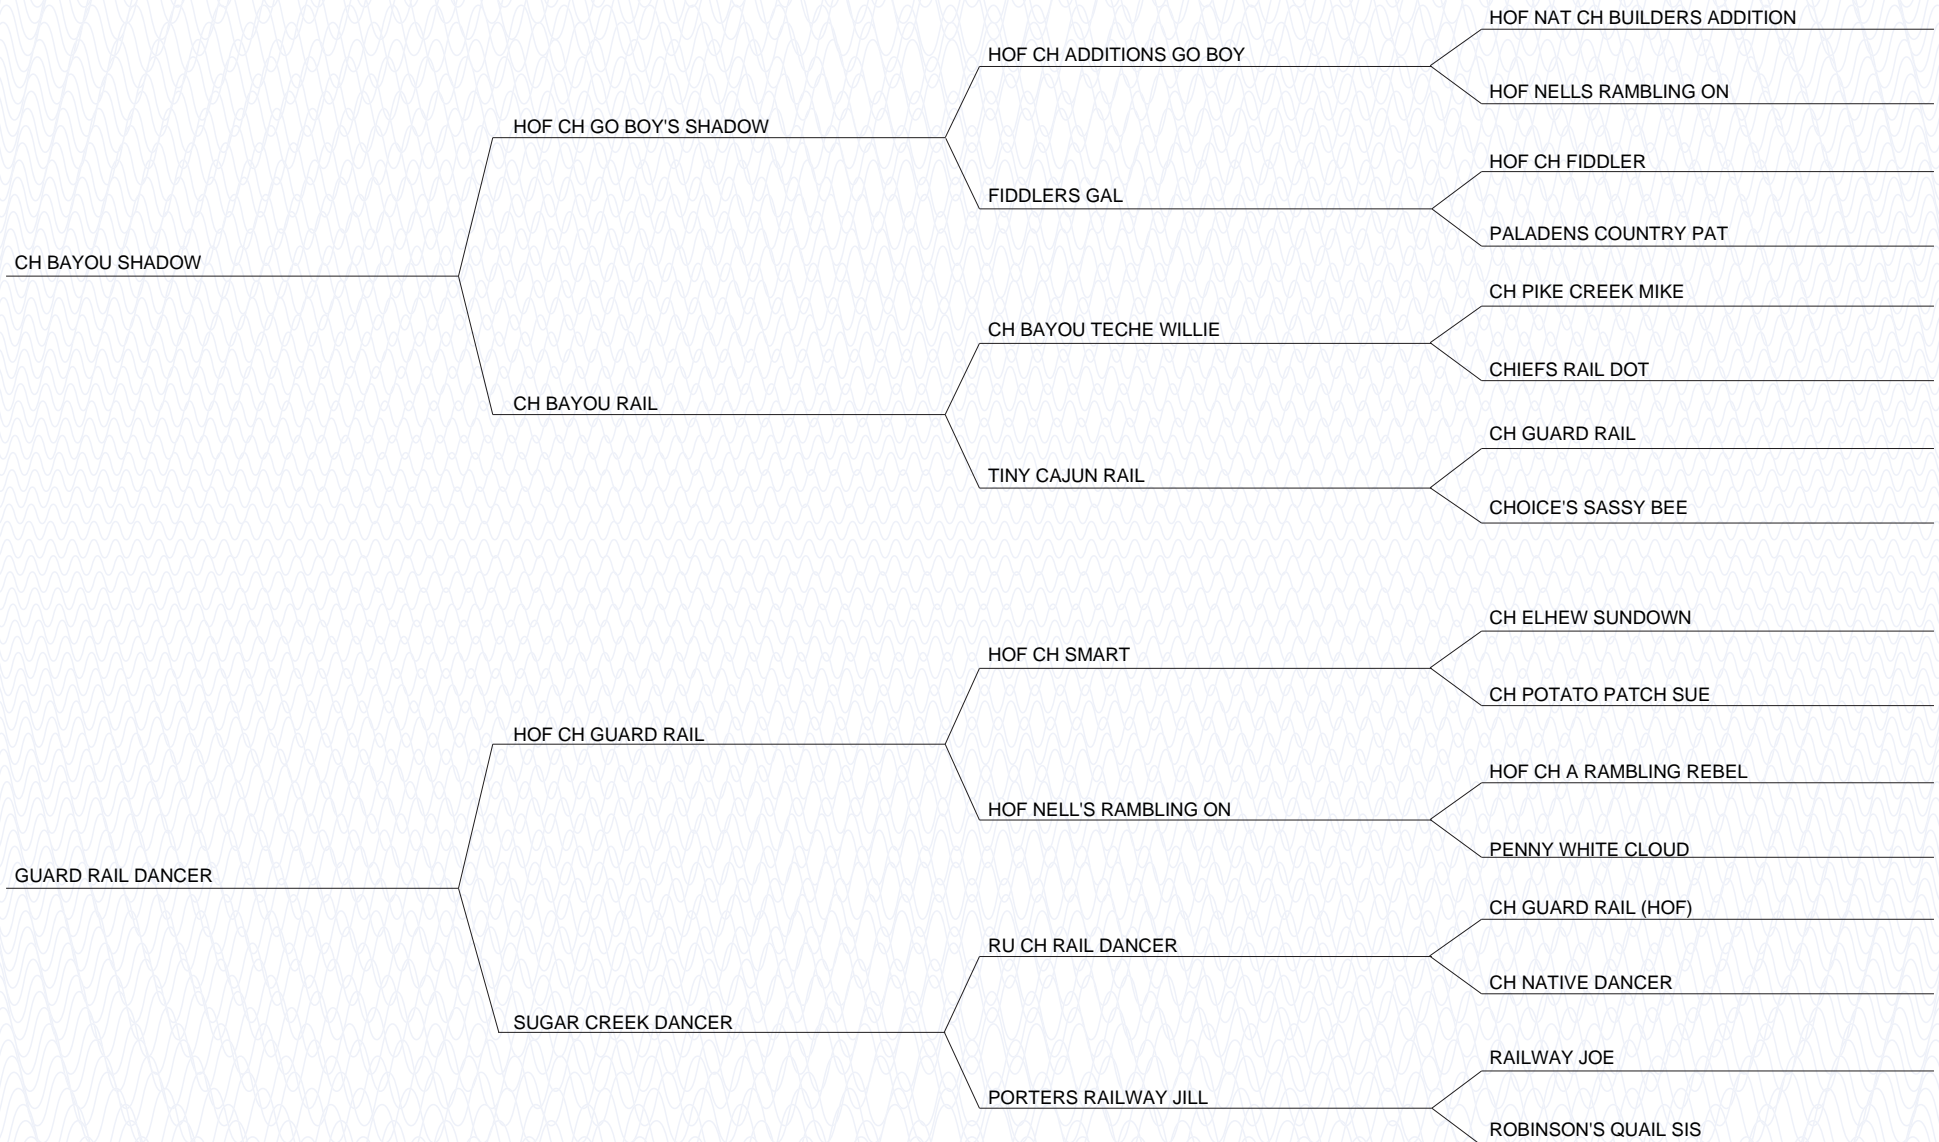 HOF NAT CH BUILDERS ADDITION
HOF CH ADDITIONS GO BOY
HOF NELLS RAMBLING ON
HOF CH GO BOY'S SHADOW
HOF CH FIDDLER
FIDDLERS GAL
PALADENS COUNTRY PAT
CH BAYOU SHADOW
CH PIKE CREEK MIKE
CH BAYOU TECHE WILLIE
CHIEFS RAIL DOT
CH BAYOU RAIL
CH GUARD RAIL
TINY CAJUN RAIL
CHOICE'S SASSY BEE
CH ELHEW SUNDOWN
HOF CH SMART
CH POTATO PATCH SUE
HOF CH GUARD RAIL
HOF CH A RAMBLING REBEL
HOF NELL'S RAMBLING ON
PENNY WHITE CLOUD
GUARD RAIL DANCER
CH GUARD RAIL (HOF)
RU CH RAIL DANCER
CH NATIVE DANCER
SUGAR CREEK DANCER
RAILWAY JOE
PORTERS RAILWAY JILL
ROBINSON'S QUAIL SIS